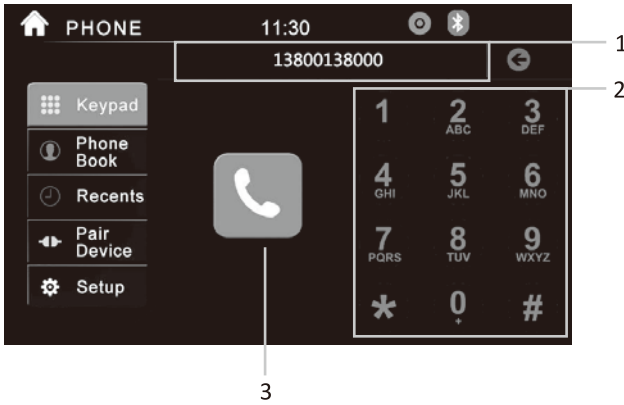 PHONE 11:30
13800138000 1
2
Keypad
Phone
Book
Recents
Pair
Device
Setup
1 2 3
ABC DEF
4 5 6
GHI JKL MNO
7 8 9
PQRS TUV WXYZ
* 0 #
+
3